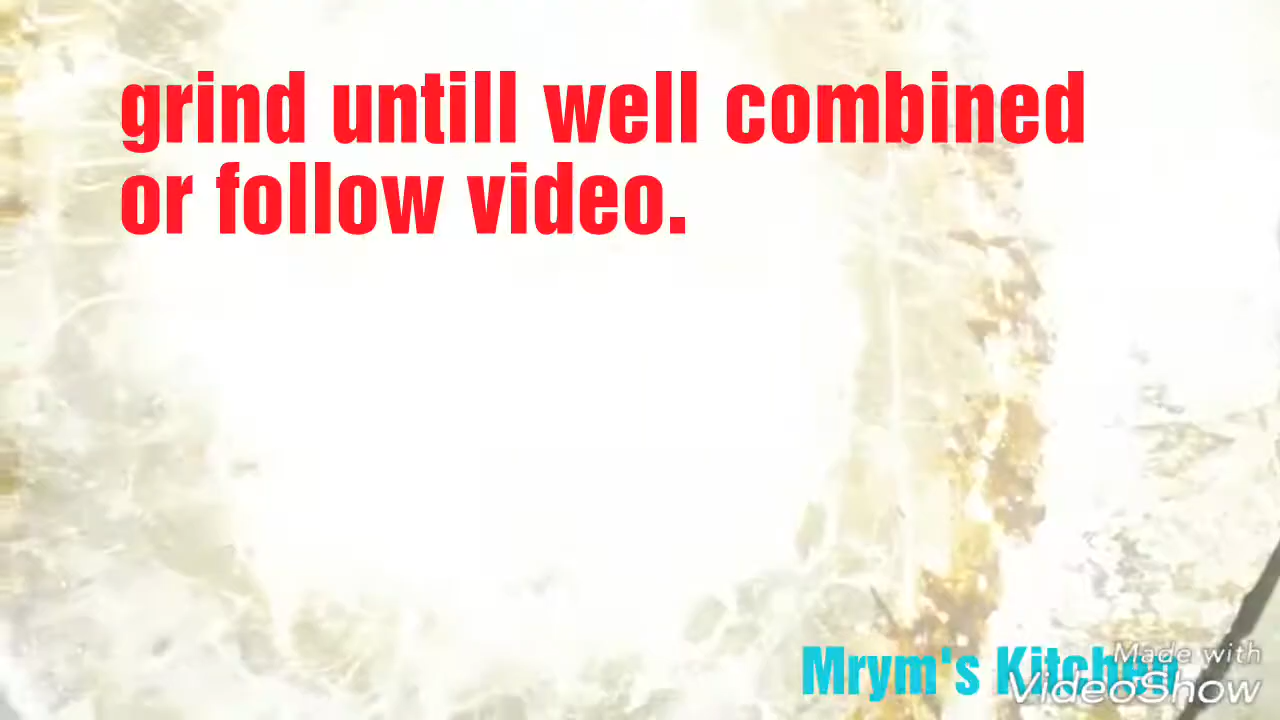 grind untill well combined
or follow video.
Mrym's Kitchen
Made with
VideoShow